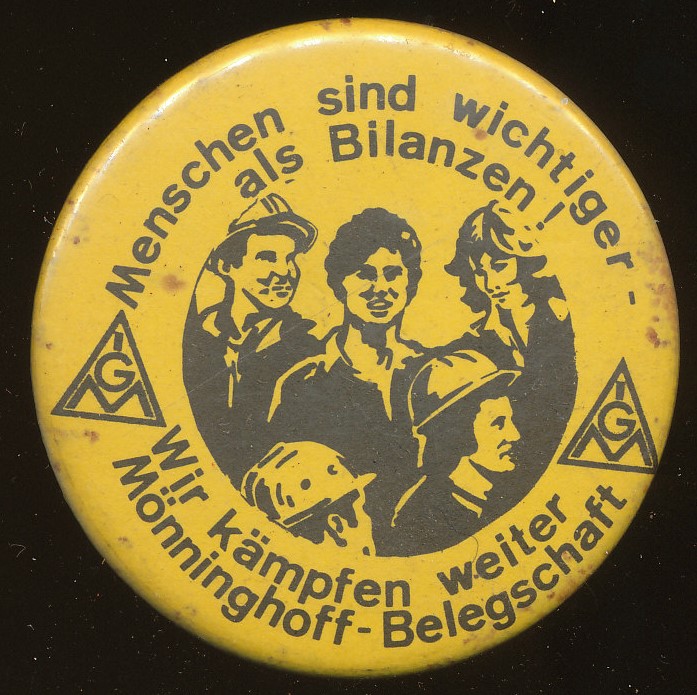 Menschen sind wichtiger-
als Bilanzen!
IGM
IGM
Wir kämpfen weiter
Mönninghoff-Belegschaft